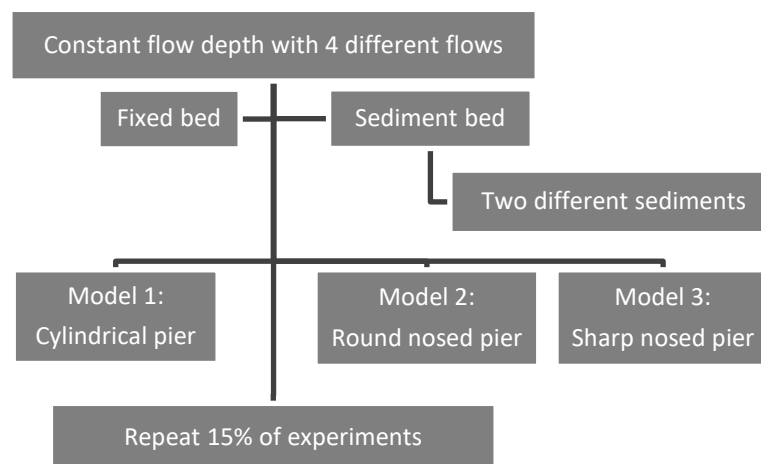 Constant flow depth with 4 different flows
Fixed bed
Sediment bed
Two different sediments
Model 1:
Cylindrical pier
Model 2:
Round nosed pier
Model 3:
Sharp nosed pier
Repeat 15% of experiments